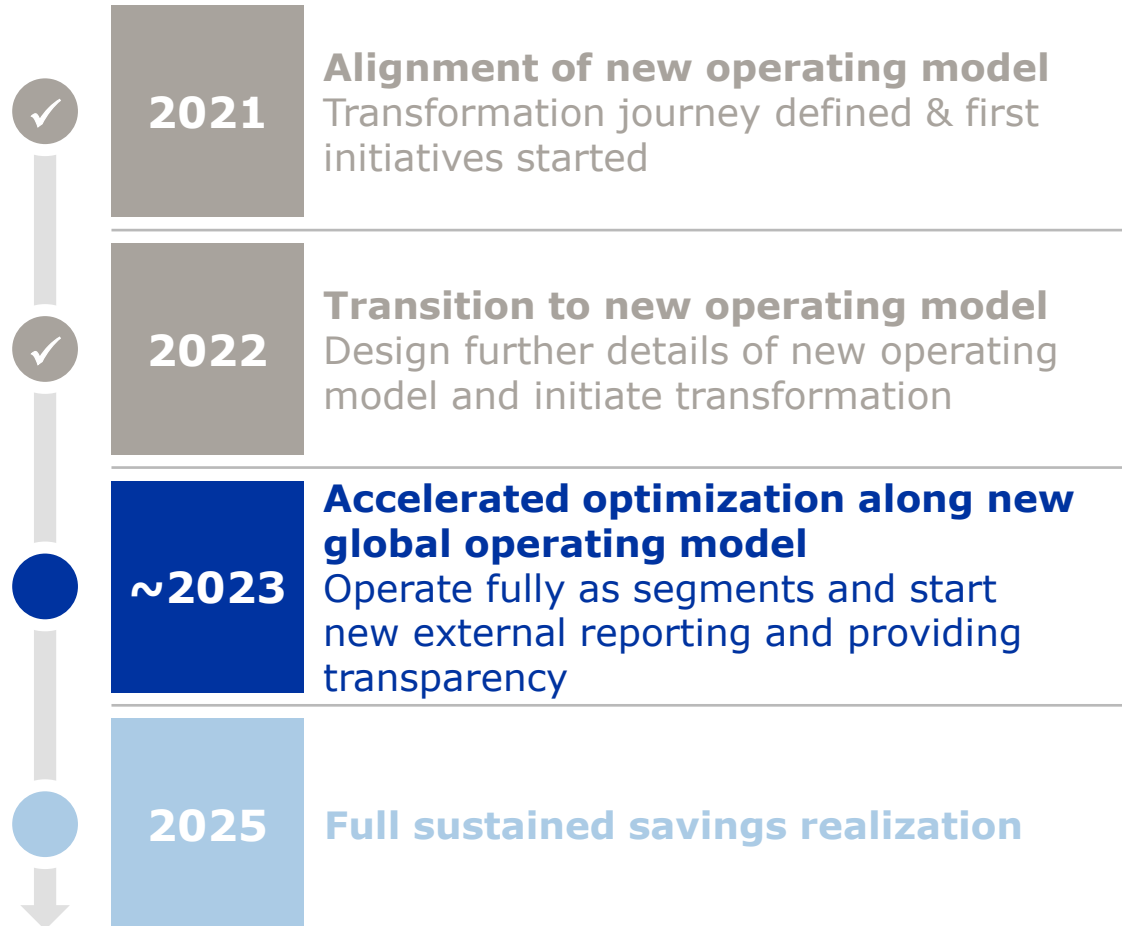 2021
Alignment of new operating model
Transformation journey defined & first
initiatives started
2022
Transition to new operating model
Design further details of new operating
model and initiate transformation
~2023
Accelerated optimization along new
global operating model
Operate fully as segments and start
new external reporting and providing
transparency
2025
Full sustained savings realization